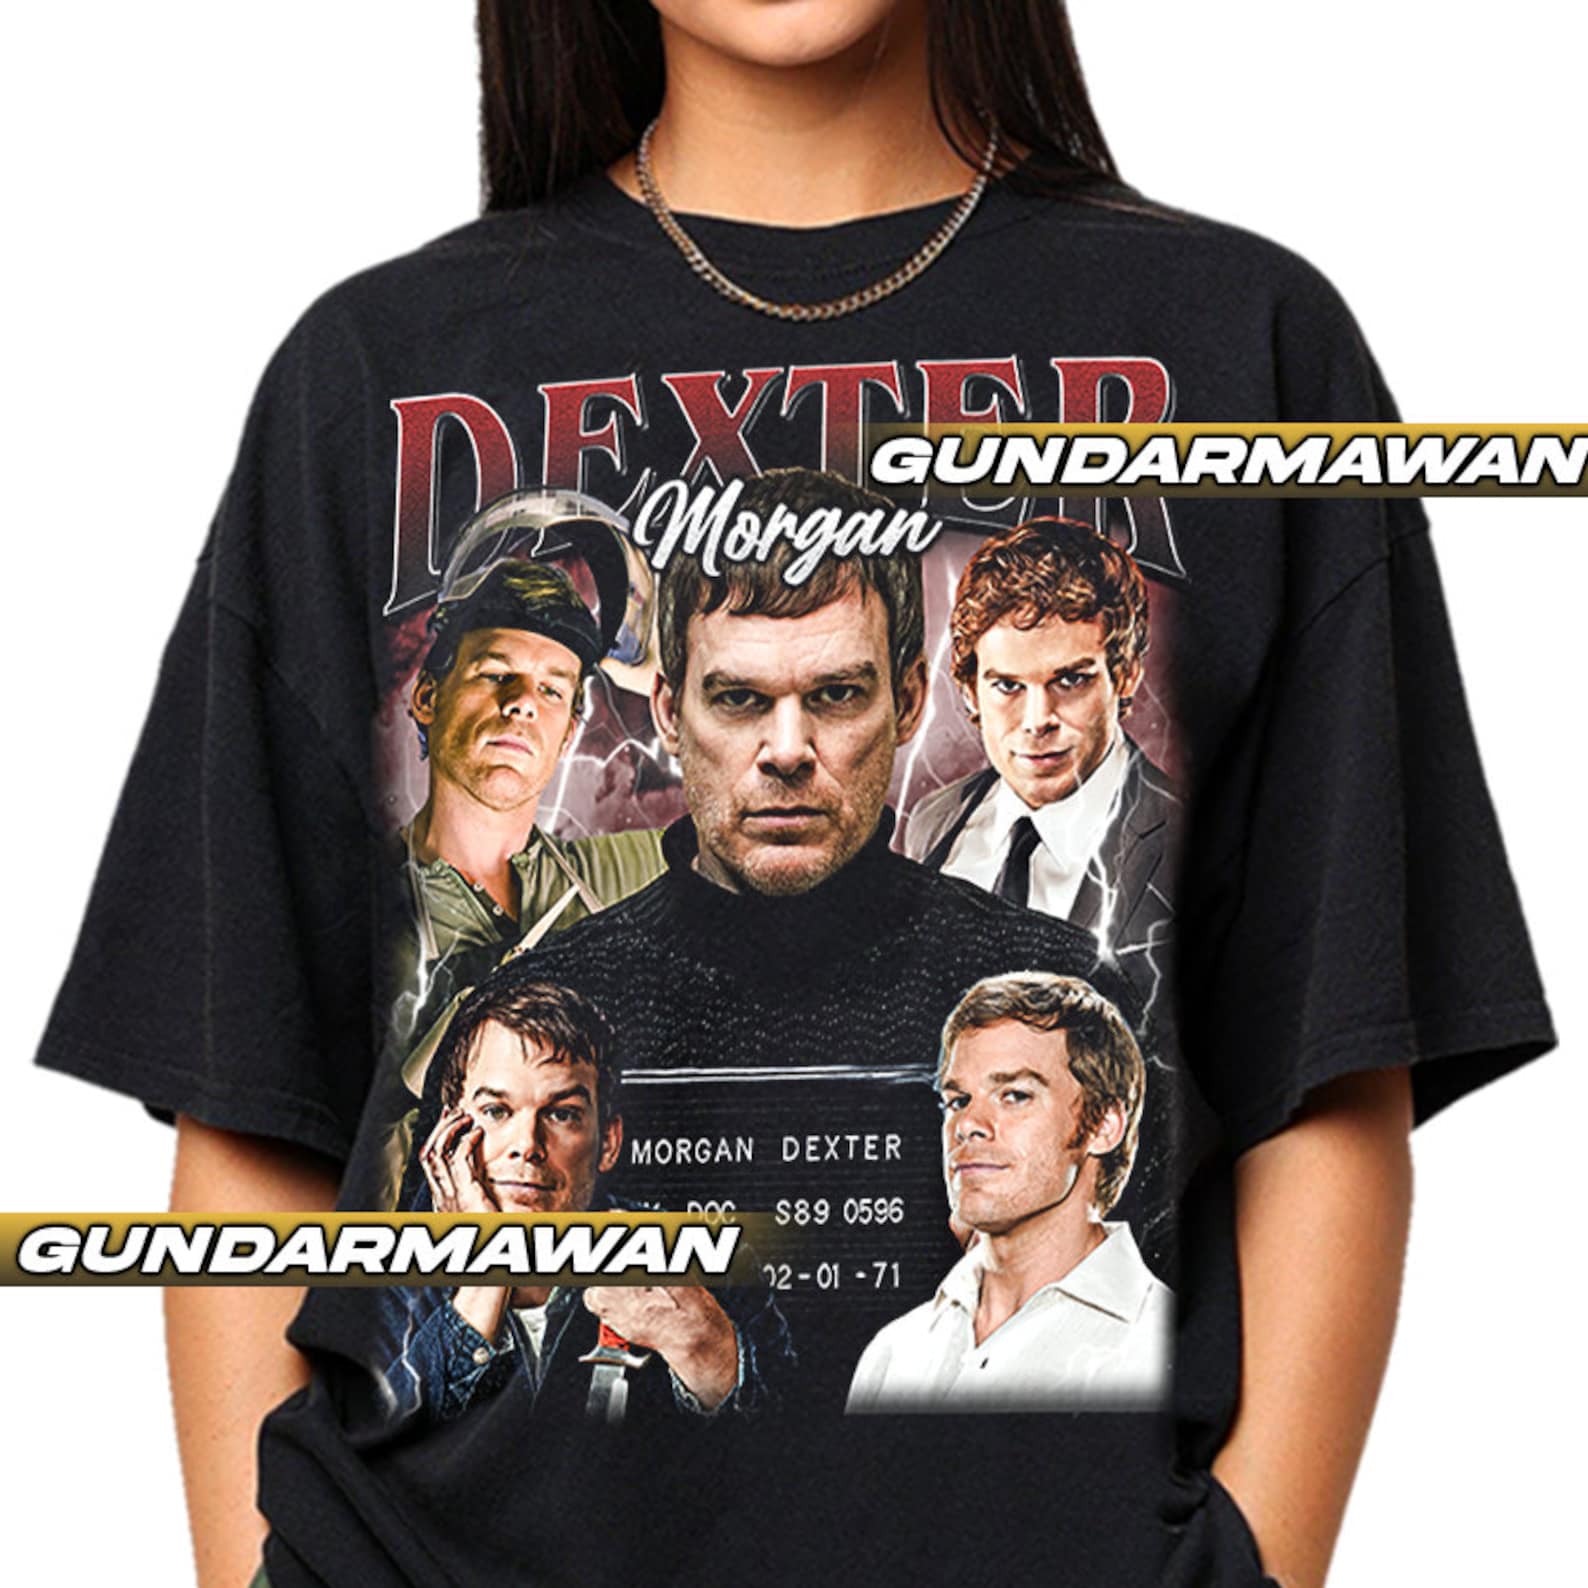 DEXTER
GUNDARMAWAN
Morgan
MORGAN DEXTER
DOC S89 0596
GUNDARMAWAN
02-01-71